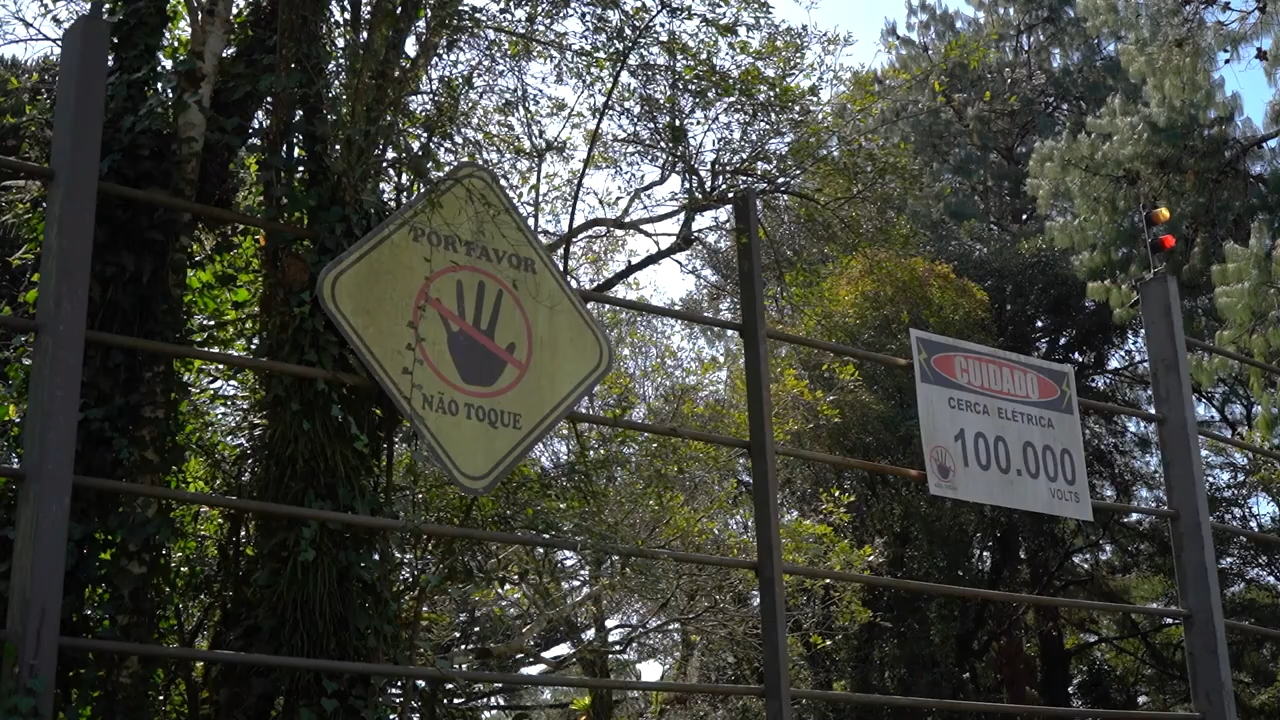 POR FAVOR
NÃO TOQUE
CUIDADO
CERCA ELÉTRICA
100.000
VOLTS